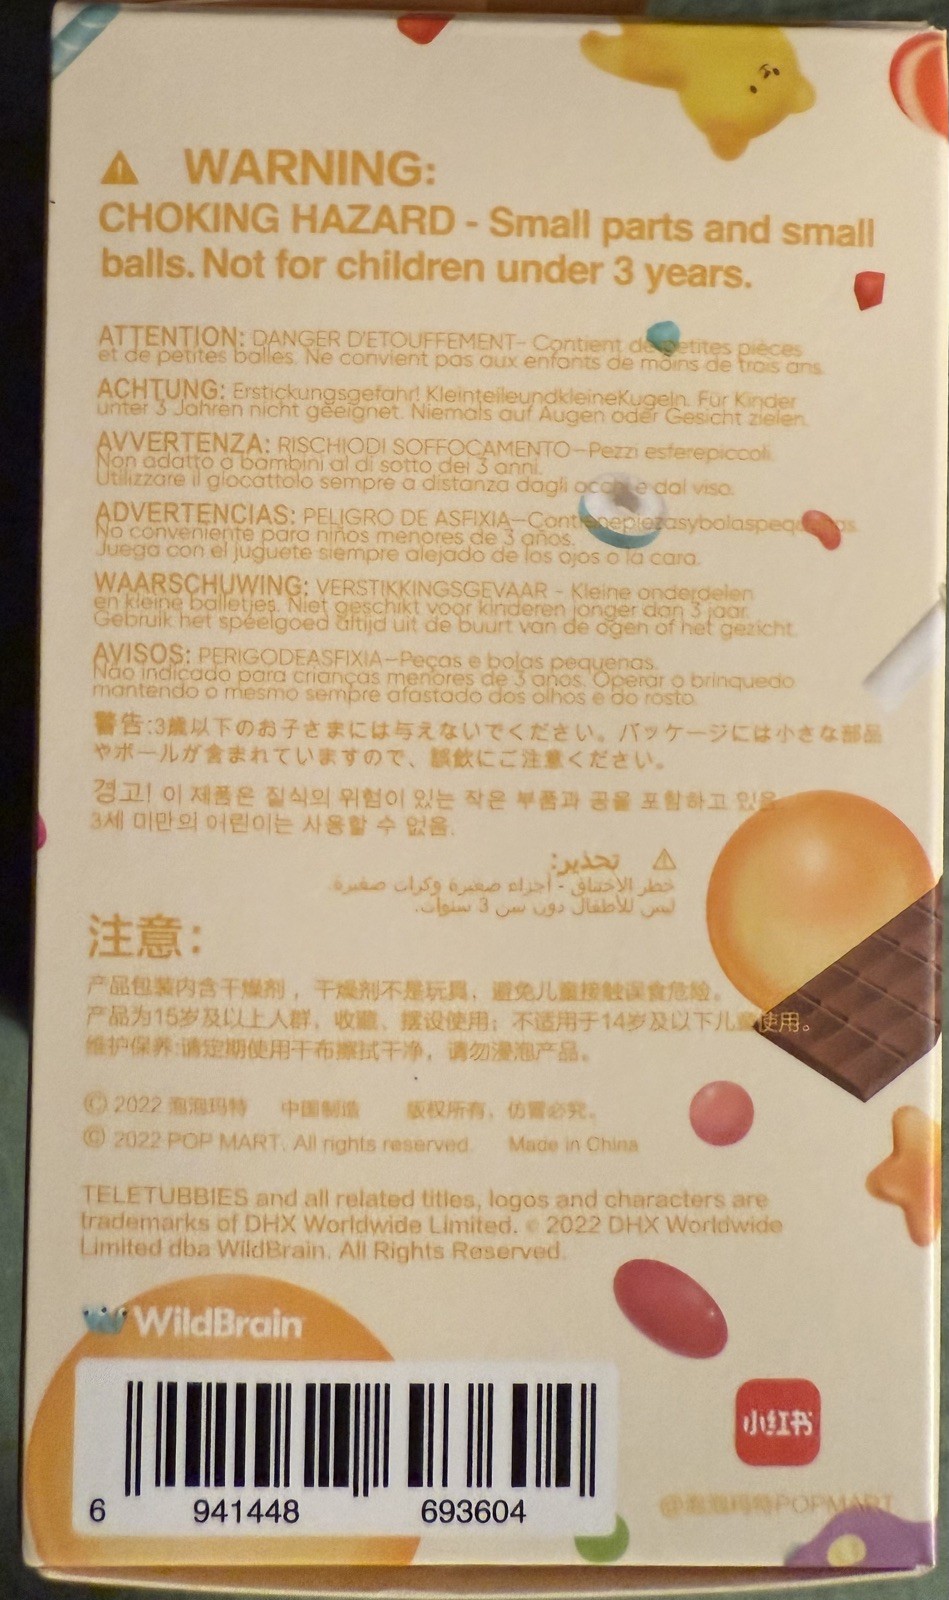 ⚠ WARNING:
CHOKING HAZARD - Small parts and small
balls. Not for children under 3 years.
ATTENTION: DANGER D'ETOUFFEMENT- Contient de petites pièces
et de petites balles. Ne convient pas aux enfants de moins de trois ans.
ACHTUNG: Erstickungsgefahr! KleinteileundkleineKugeln. Für Kinder
unter 3 Jahren nicht geeignet. Niemals auf Augen oder Gesicht zielen.
AVVERTENZA: RISCHIODI SOFFOCAMENTO—Pezzi esferepiccoli.
Non adatto a bambini al di sotto dei 3 anni.
Utilizzare il giocattolo sempre a distanza dagli occhi e dal viso.
ADVERTENCIAS: PELIGRO DE ASFIXIA—Contienepiezasybolaspequeñas.
No conveniente para niños menores de 3 años.
Juega con el juguete siempre alejado de los ojos o la cara.
WAARSCHUWING: VERSTIKKINGSGEVAAR - Kleine onderdelen
en kleine balletjes. Niet geschikt voor kinderen jonger dan 3 jaar.
Gebruik het speelgoed altijd uit de buurt van de ogen of het gezicht.
AVISOS: PERIGODEASFIXIA—Peças e bolas pequenas.
Não indicado para crianças menores de 3 anos. Operar o brinquedo
mantendo o mesmo sempre afastado dos olhos e do rosto.
警告:3歳以下のお子さまには与えないでください。パッケージには小さな部品
やボールが含まれていますので、誤飲にご注意ください。
경고! 이 제품은 질식의 위험이 있는 작은 부품과 공을 포함하고 있음
3세 미만의 어린이는 사용할 수 없음.
⚠ تحذير:
خطر الاختناق - أجزاء صغيرة وكرات صغيرة.
ليس للأطفال دون سن 3 سنوات.
注意：
产品包装内含干燥剂，干燥剂不是玩具，避免儿童接触误食危险。
产品为15岁及以上人群，收藏、摆设使用；不适用于14岁及以下儿童使用。
维护保养:请定期使用干布擦拭干净，请勿浸泡产品。
© 2022 泡泡玛特 中国制造 版权所有，仿冒必究。
© 2022 POP MART. All rights reserved. Made in China
TELETUBBIES and all related titles, logos and characters are
trademarks of DHX Worldwide Limited. © 2022 DHX Worldwide
Limited dba WildBrain. All Rights Reserved.
WildBrain
小红书
6 941448 693604
@泡泡玛特POPMART